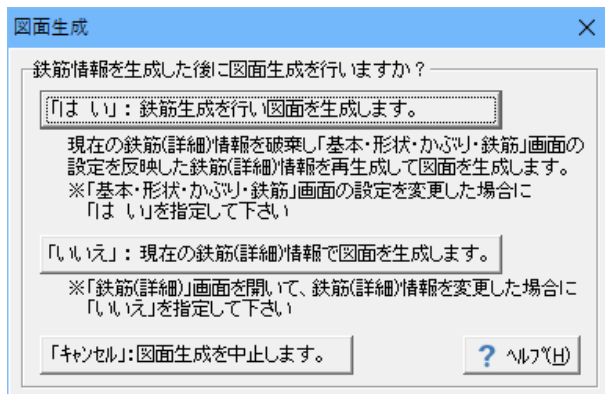 図面生成
鉄筋情報を生成した後に図面生成を行いますか？
「は い」：鉄筋生成を行い図面を生成します。
現在の鉄筋(詳細)情報を破棄し「基本・形状・かぶり・鉄筋」画面の
設定を反映した鉄筋(詳細)情報を再生成して図面を生成します。
※「基本・形状・かぶり・鉄筋」画面の設定を変更した場合に
「は い」を指定して下さい
「いいえ」：現在の鉄筋(詳細)情報で図面を生成します。
※「鉄筋(詳細)」画面を開いて、鉄筋(詳細)情報を変更した場合に
「いいえ」を指定して下さい
「ｷｬﾝｾﾙ」：図面生成を中止します。
? ﾍﾙﾌﾟ(H)